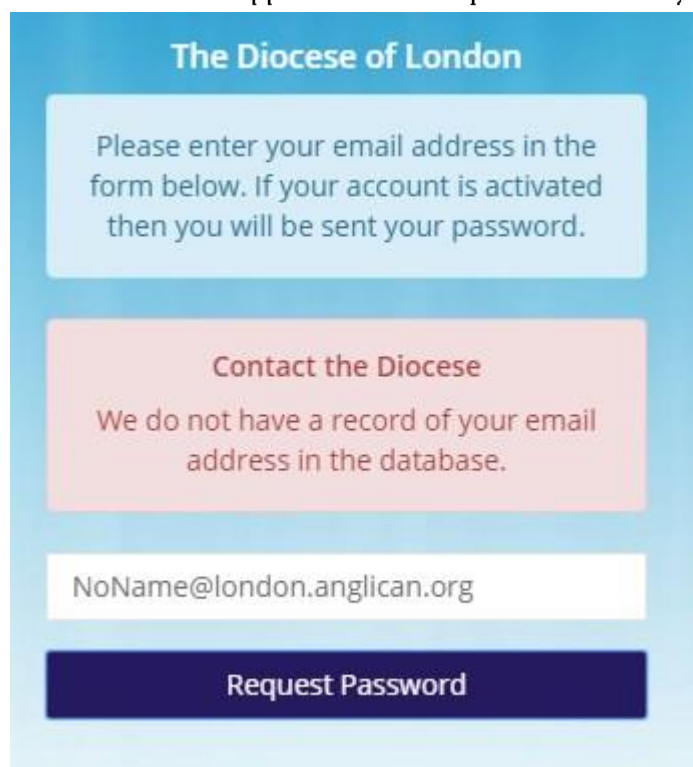 The Diocese of London
Please enter your email address in the
form below. If your account is activated
then you will be sent your password.
Contact the Diocese
We do not have a record of your email
address in the database.
NoName@london.anglican.org
Request Password